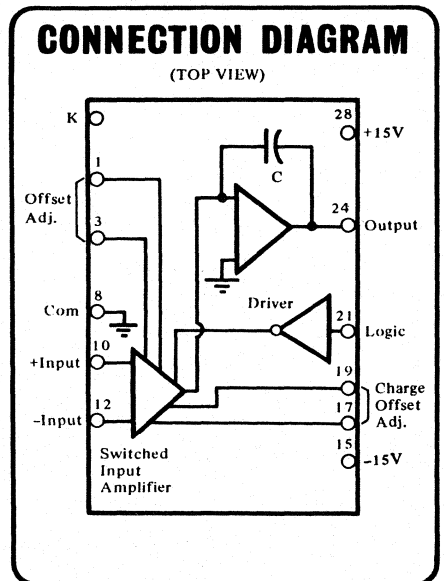 CONNECTION DIAGRAM
(TOP VIEW)
K
28
+15V
1
C
Offset
Adj.
24
Output
3
8
Com
Driver
21
Logic
10
+Input
19
Charge
Offset
Adj.
17
12
-Input
15
-15V
Switched
Input
Amplifier